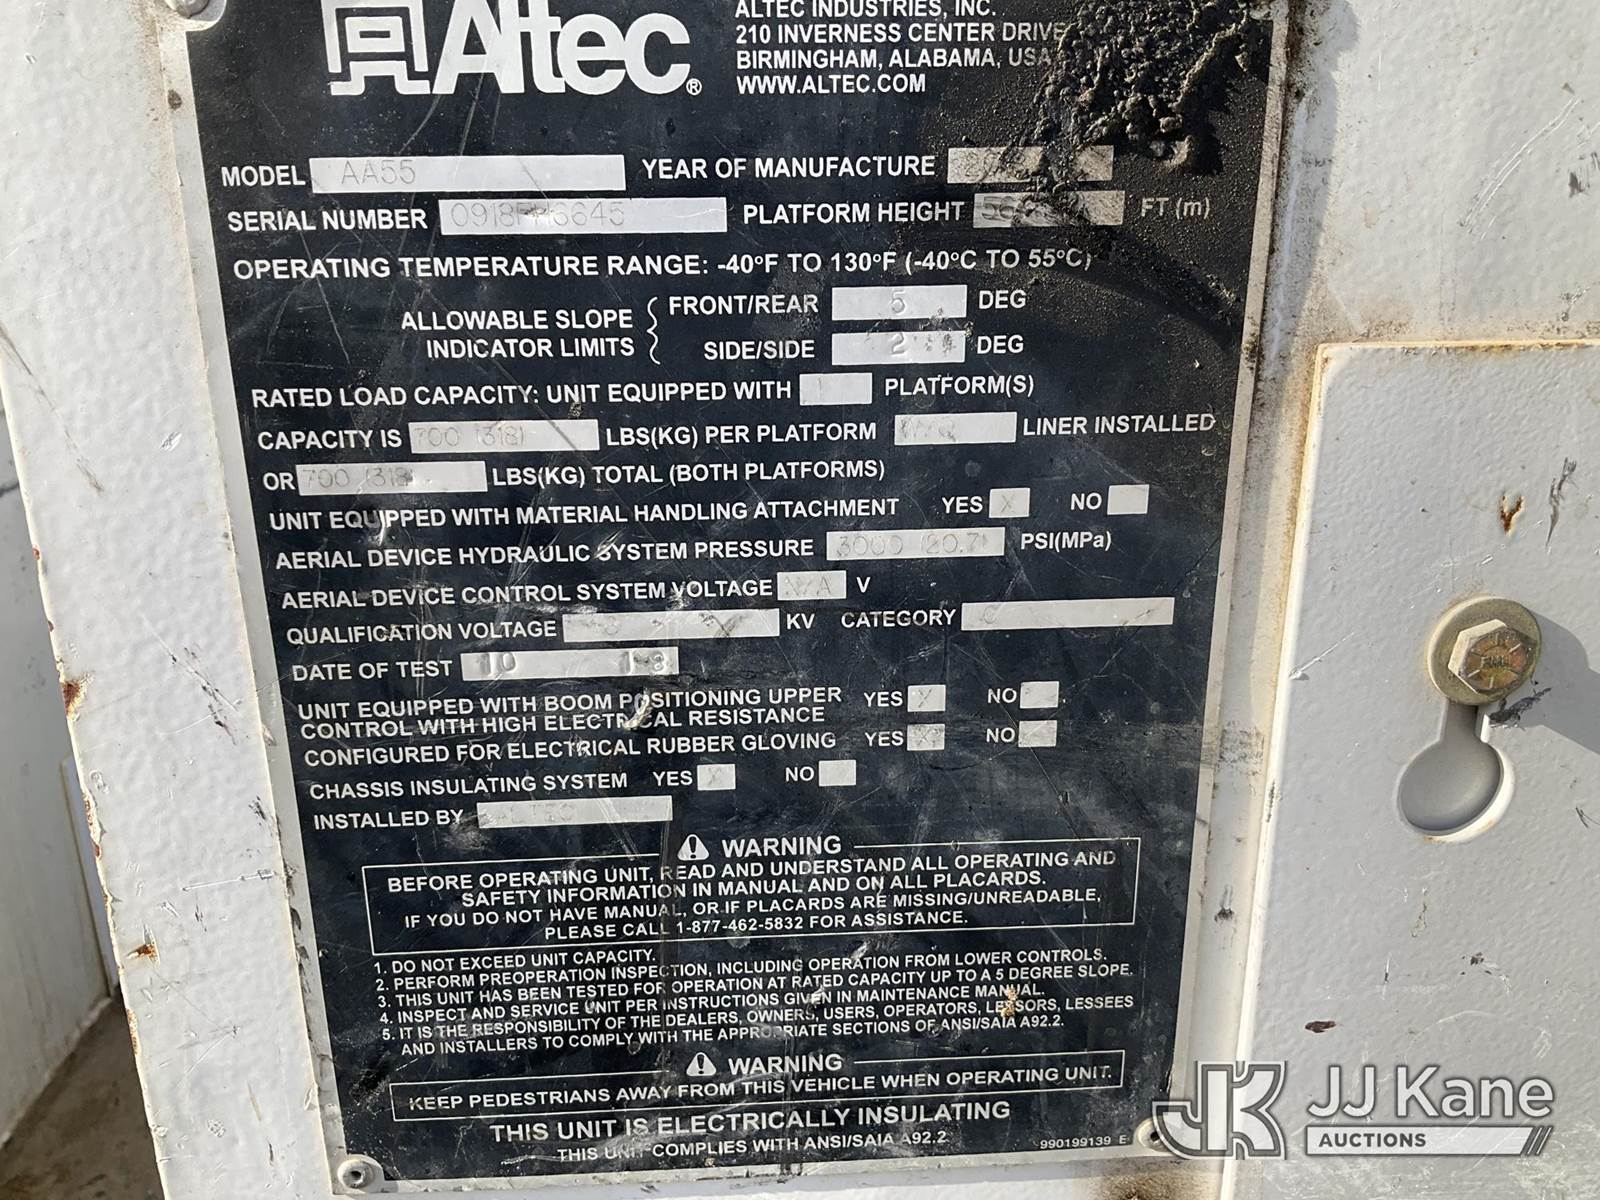 Altec®
ALTEC INDUSTRIES, INC.
210 INVERNESS CENTER DRIVE
BIRMINGHAM, ALABAMA, USA
WWW.ALTEC.COM
MODEL AA55 YEAR OF MANUFACTURE
SERIAL NUMBER PLATFORM HEIGHT FT (m)
OPERATING TEMPERATURE RANGE: -40°F TO 130°F (-40°C TO 55°C)
ALLOWABLE SLOPE INDICATOR LIMITS { FRONT/REAR 5 DEG
SIDE/SIDE 2 DEG
RATED LOAD CAPACITY: UNIT EQUIPPED WITH 1 PLATFORM(S)
CAPACITY IS 700 (318) LBS(KG) PER PLATFORM LINER INSTALLED
OR 700 (318) LBS(KG) TOTAL (BOTH PLATFORMS)
UNIT EQUIPPED WITH MATERIAL HANDLING ATTACHMENT YES X NO
AERIAL DEVICE HYDRAULIC SYSTEM PRESSURE 3000 (20.7) PSI(MPa)
AERIAL DEVICE CONTROL SYSTEM VOLTAGE N/A V
QUALIFICATION VOLTAGE KV CATEGORY C
DATE OF TEST 10
UNIT EQUIPPED WITH BOOM POSITIONING UPPER YES X NO
CONTROL WITH HIGH ELECTRICAL RESISTANCE
CONFIGURED FOR ELECTRICAL RUBBER GLOVING YES X NO
CHASSIS INSULATING SYSTEM YES X NO
INSTALLED BY
WARNING
BEFORE OPERATING UNIT, READ AND UNDERSTAND ALL OPERATING AND
SAFETY INFORMATION IN MANUAL AND ON ALL PLACARDS.
IF YOU DO NOT HAVE MANUAL, OR IF PLACARDS ARE MISSING/UNREADABLE,
PLEASE CALL 1-877-462-5832 FOR ASSISTANCE.
1. DO NOT EXCEED UNIT CAPACITY.
2. PERFORM PREOPERATION INSPECTION, INCLUDING OPERATION FROM LOWER CONTROLS.
3. THIS UNIT HAS BEEN TESTED FOR OPERATION AT RATED CAPACITY UP TO A 5 DEGREE SLOPE.
4. INSPECT AND SERVICE UNIT PER INSTRUCTIONS GIVEN IN MAINTENANCE MANUAL.
5. IT IS THE RESPONSIBILITY OF THE DEALERS, OWNERS, USERS, OPERATORS, LESSORS, LESSEES
AND INSTALLERS TO COMPLY WITH THE APPROPRIATE SECTIONS OF ANSI/SAIA A92.2.
WARNING
KEEP PEDESTRIANS AWAY FROM THIS VEHICLE WHEN OPERATING UNIT.
THIS UNIT IS ELECTRICALLY INSULATING
THIS UNIT COMPLIES WITH ANSI/SAIA A92.2
990199139 E
JK JJ Kane
AUCTIONS